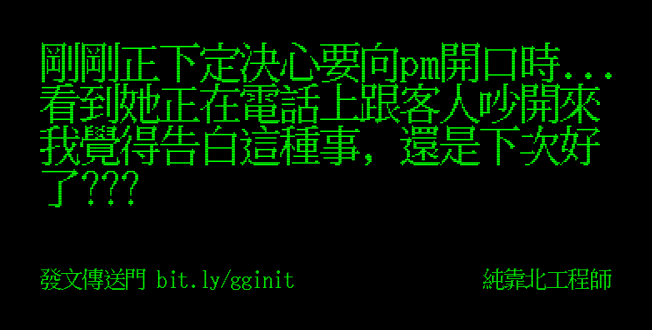 剛剛正下定決心要向pm開口時...
看到她正在電話上跟客人吵開來
我覺得告白這種事, 還是下次好
了???
發文傳送門 bit.ly/gginit
純靠北工程師